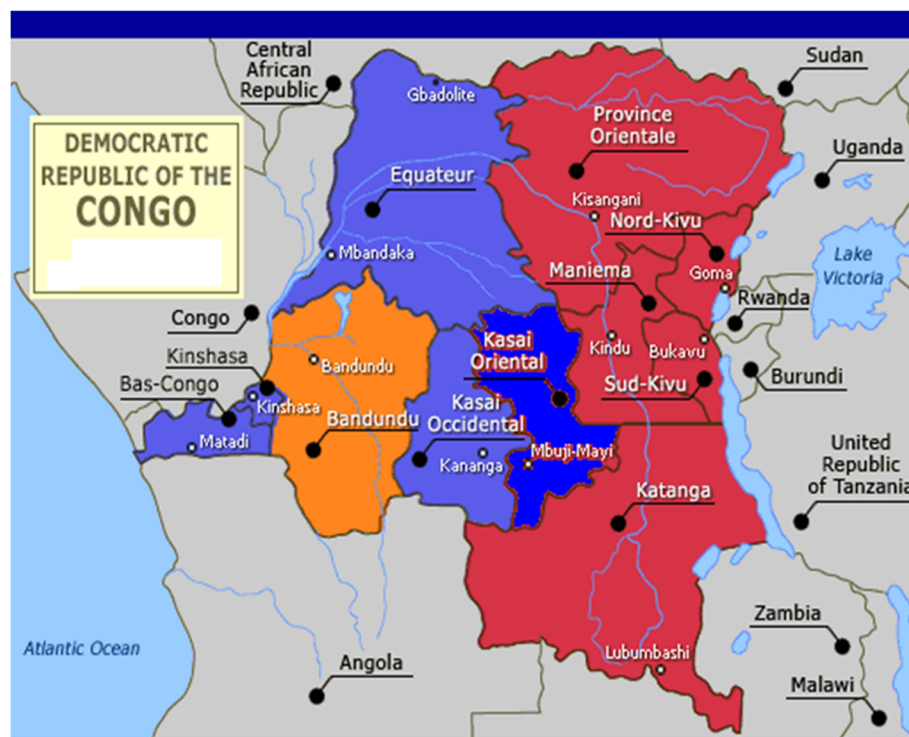 Central
African
Republic
Gbadolite
Sudan
DEMOCRATIC
REPUBLIC OF THE
CONGO
Province
Orientale
Uganda
Equateur
Kisangani
Nord-Kivu
Mbandaka
Maniema
Goma
Lake
Victoria
Rwanda
Congo
Kinshasa
Bandundu
Kasai
Oriental
Kindu
Bukavu
Bas-Congo
Kinshasa
Sud-Kivu
Burundi
Matadi
Bandundu
Kasai
Occidental
Kananga
Mbuji-Mayi
United
Republic
of Tanzania
Katanga
Atlantic Ocean
Angola
Lubumbashi
Zambia
Malawi